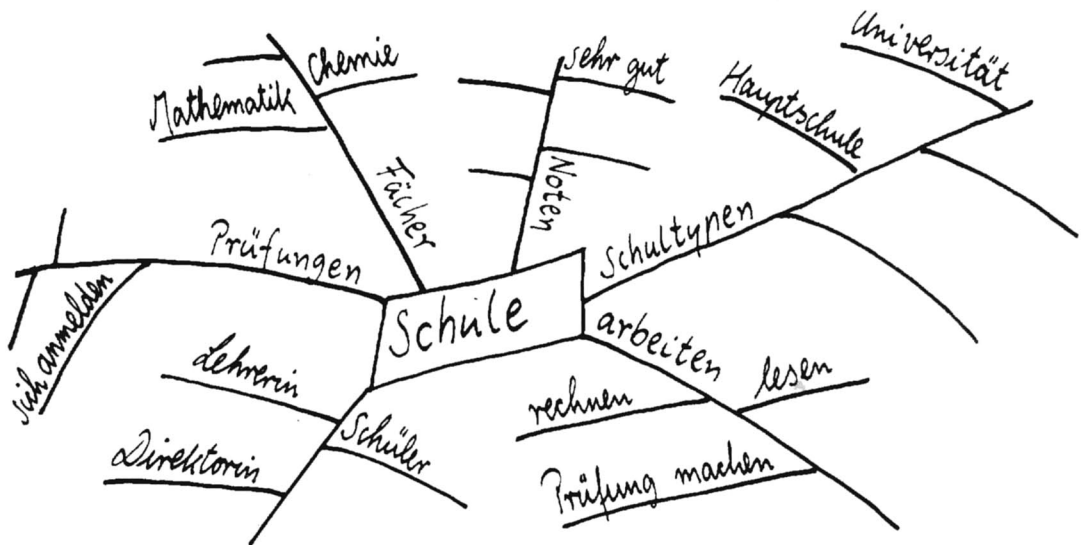 Universität
sehr gut
Chemie
Hauptschule
Mathematik
Fächer
Noten
Schultypen
Prüfungen
Schule
sich anmelden
arbeiten
Lehrerin
lesen
rechnen
Schüler
Direktorin
Prüfung machen